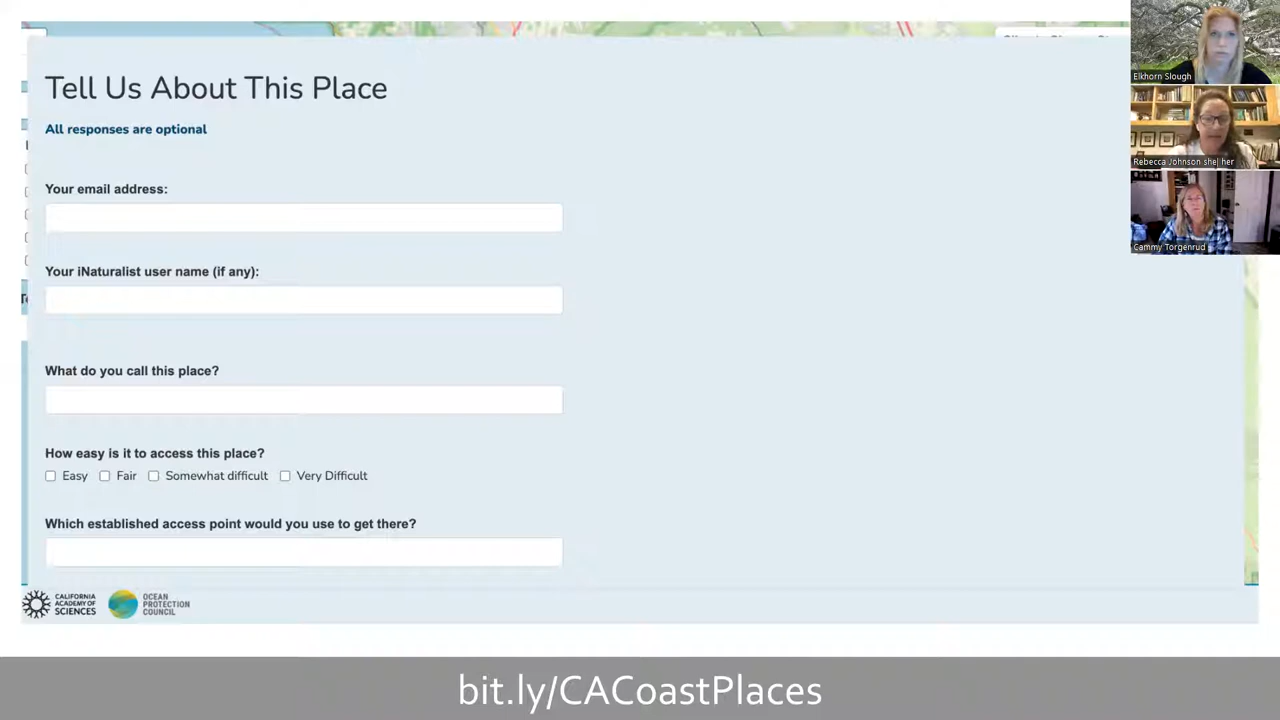 Tell Us About This Place
All responses are optional
Your email address:
Your iNaturalist user name (if any):
What do you call this place?
How easy is it to access this place?
Easy Fair Somewhat difficult Very Difficult
Which established access point would you use to get there?
CALIFORNIA
ACADEMY OF
SCIENCES
OCEAN
PROTECTION
COUNCIL
bit.ly/CACoastPlaces
Elkhorn Slough
Rebecca Johnson she| her
Cammy Torgenrud